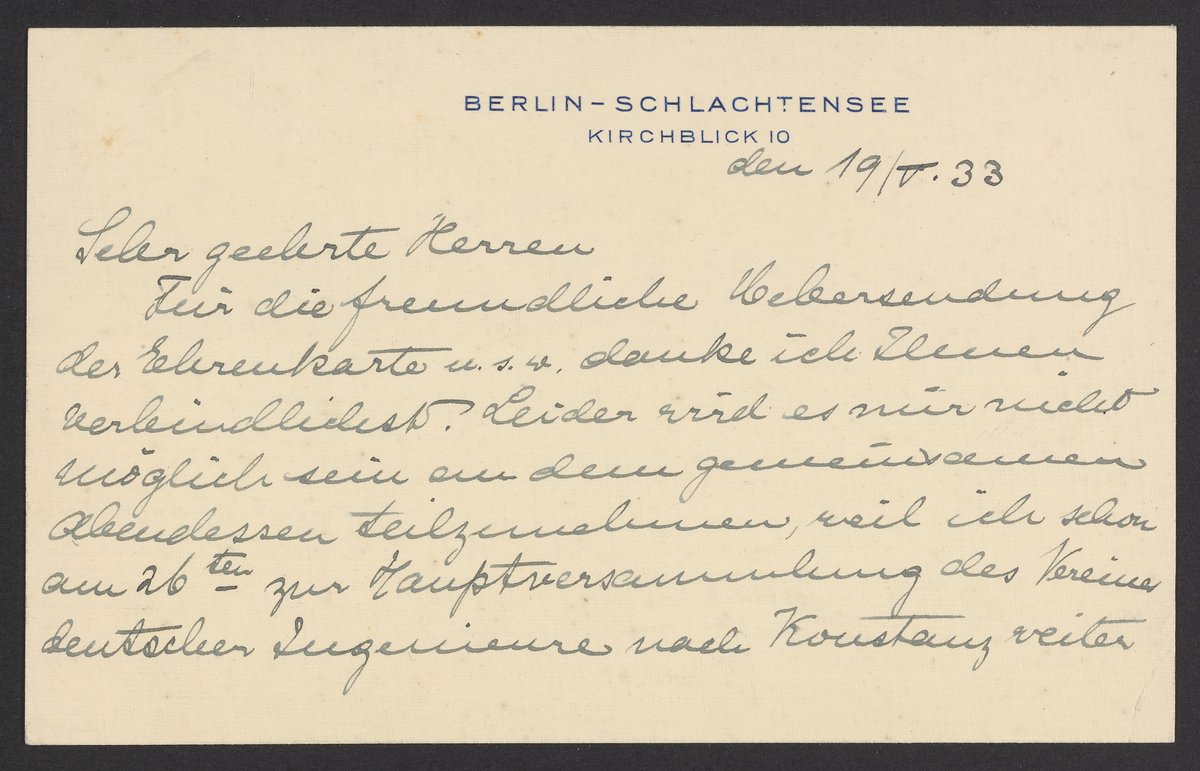 BERLIN – SCHLACHTENSEE
KIRCHBLICK 10
den 19/V. 33
Sehr geehrte Herren
Für die freundliche Uebersendung
der Ehrenkarte u. s. w. danke ich Ihnen
verbindlichst. Leider wird es mir nicht
möglich sein an dem gemeinsamen
Abendessen teilzunehmen, weil ich schon
am 26ten zur Hauptversammlung des Vereines
deutscher Ingenieure nach Konstanz weiter